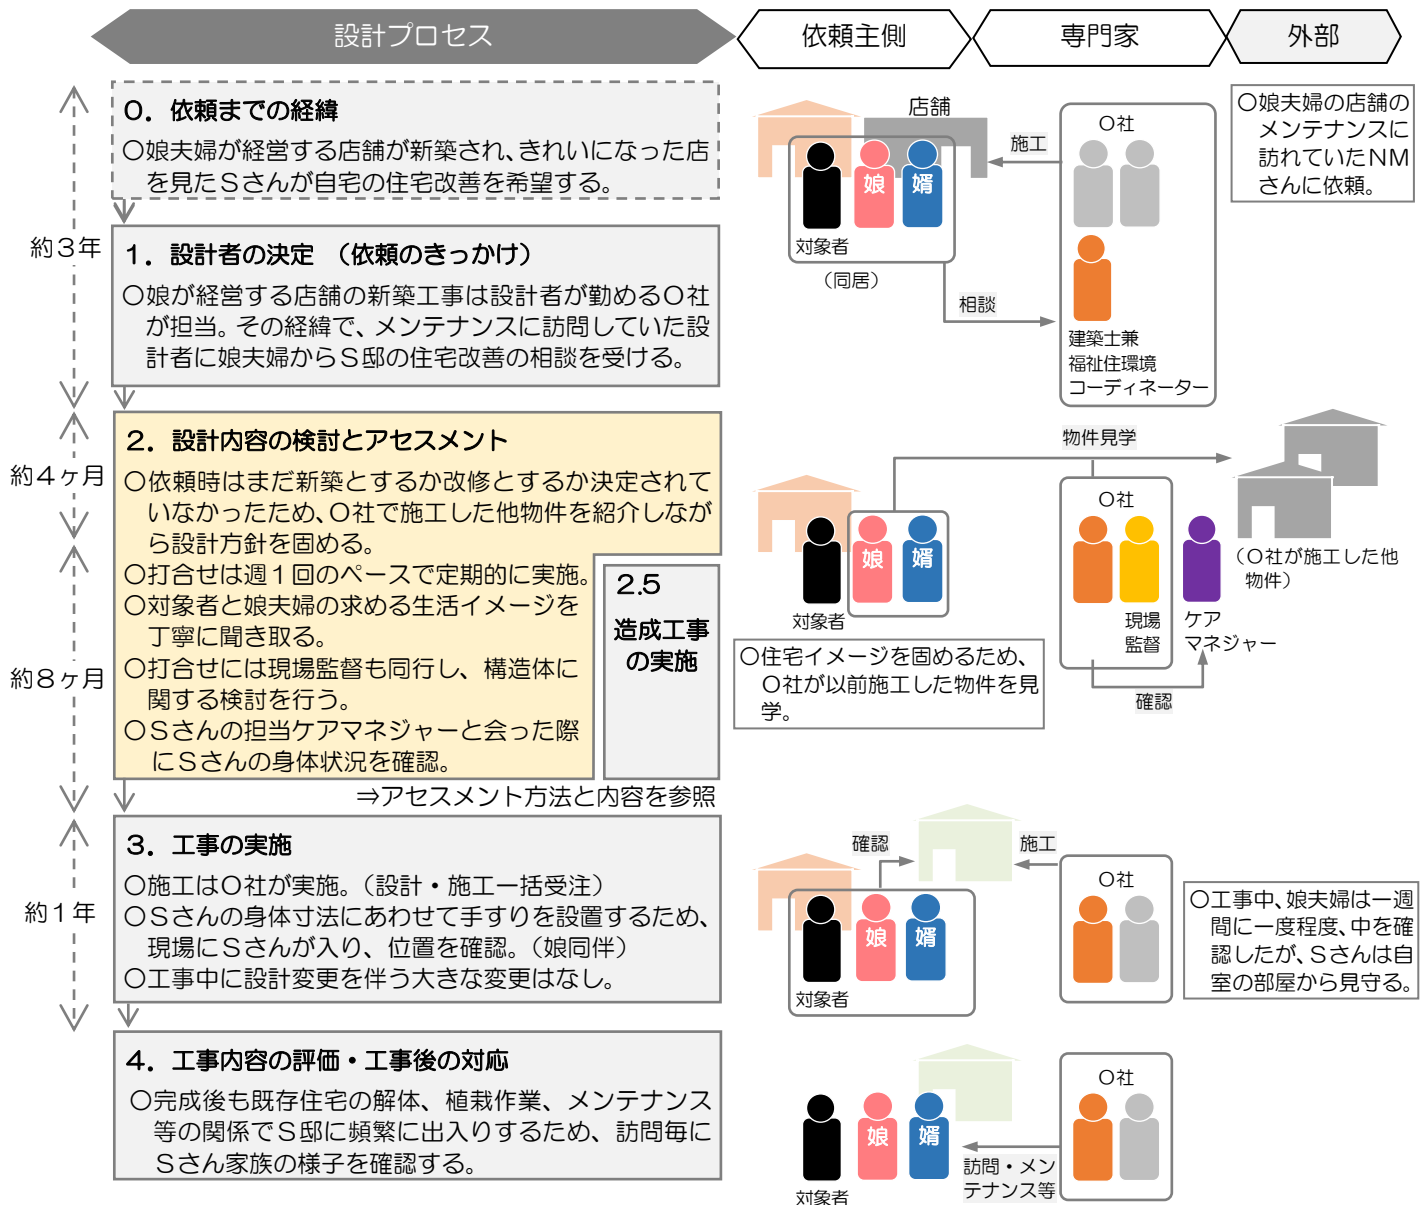 設計プロセス
依頼主側
専門家
外部
約3年
0．依頼までの経緯
○娘夫婦が経営する店舗が新築され、きれいになった店
を見たSさんが自宅の住宅改善を希望する。
1．設計者の決定　（依頼のきっかけ）
○娘が経営する店舗の新築工事は設計者が勤めるO社
が担当。その経緯で、メンテナンスに訪問していた設
計者に娘夫婦からS邸の住宅改善の相談を受ける。
店舗
娘
婿
対象者
（同居）
施工
相談
O社
建築士兼
福祉住環境
コーディネーター
○娘夫婦の店舗の
メンテナンスに
訪れていたNM
さんに依頼。
約4ヶ月
約8ヶ月
2．設計内容の検討とアセスメント
○依頼時はまだ新築とするか改修とするか決定されて
いなかったため、O社で施工した他物件を紹介しなが
ら設計方針を固める。
○打合せは週1回のペースで定期的に実施。
○対象者と娘夫婦の求める生活イメージを
丁寧に聞き取る。
○打合せには現場監督も同行し、構造体に
関する検討を行う。
○Sさんの担当ケアマネジャーと会った際
にSさんの身体状況を確認。
2.5
造成工事
の実施
⇒アセスメント方法と内容を参照
物件見学
娘
婿
対象者
O社
現場
監督
ケア
マネジャー
確認
（O社が施工した他
物件）
○住宅イメージを固めるため、
O社が以前施工した物件を見
学。
約1年
3．工事の実施
○施工はO社が実施。（設計・施工一括受注）
○Sさんの身体寸法にあわせて手すりを設置するため、
現場にSさんが入り、位置を確認。（娘同伴）
○工事中に設計変更を伴う大きな変更はなし。
確認
施工
娘
婿
対象者
O社
○工事中、娘夫婦は一週
間に一度程度、中を確
認したが、Sさんは自
室の部屋から見守る。
4．工事内容の評価・工事後の対応
○完成後も既存住宅の解体、植栽作業、メンテナンス
等の関係でS邸に頻繁に出入りするため、訪問毎に
Sさん家族の様子を確認する。
娘
婿
対象者
訪問・メン
テナンス等
O社